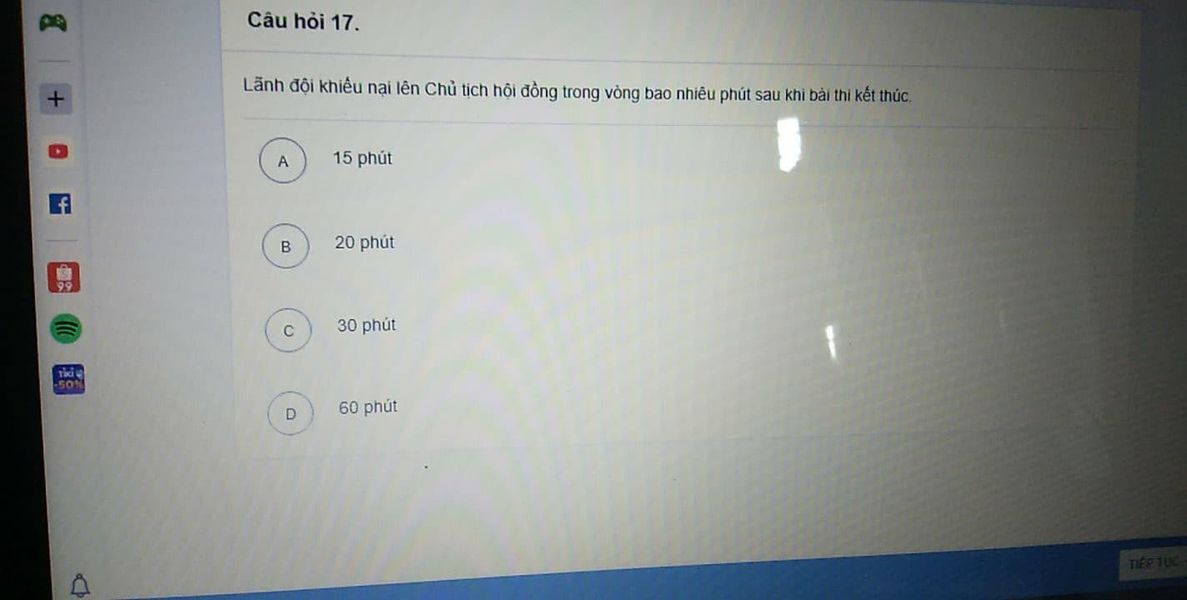 Câu hỏi 17.
Lãnh đội khiếu nại lên Chủ tịch hội đồng trong vòng bao nhiêu phút sau khi bài thi kết thúc.
A 15 phút
B 20 phút
C 30 phút
D 60 phút
99
-50%
TIẾP TỤC